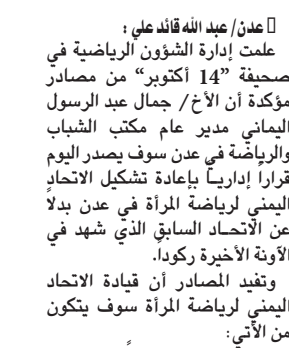 عدن/ عبد الله قائد علي :
علمت إدارة الشؤون الرياضية في
صحيفة ”14 أكتوبر“ من مصادر
مؤكدة أن الأخ/ جمال عبد الرسول
اليماني مدير عام مكتب الشباب
والرياضة في عدن سوف يصدر اليوم
قراراً إدارياً بإعادة تشكيل الاتحاد
اليمني لرياضة المرأة في عدن بدلاً
عن الاتحاد السابق الذي شهد في
الآونة الأخيرة ركوداً.
وتفيد المصادر أن قيادة الاتحاد
اليمني لرياضة المرأة سوف يتكون
من الأتي: